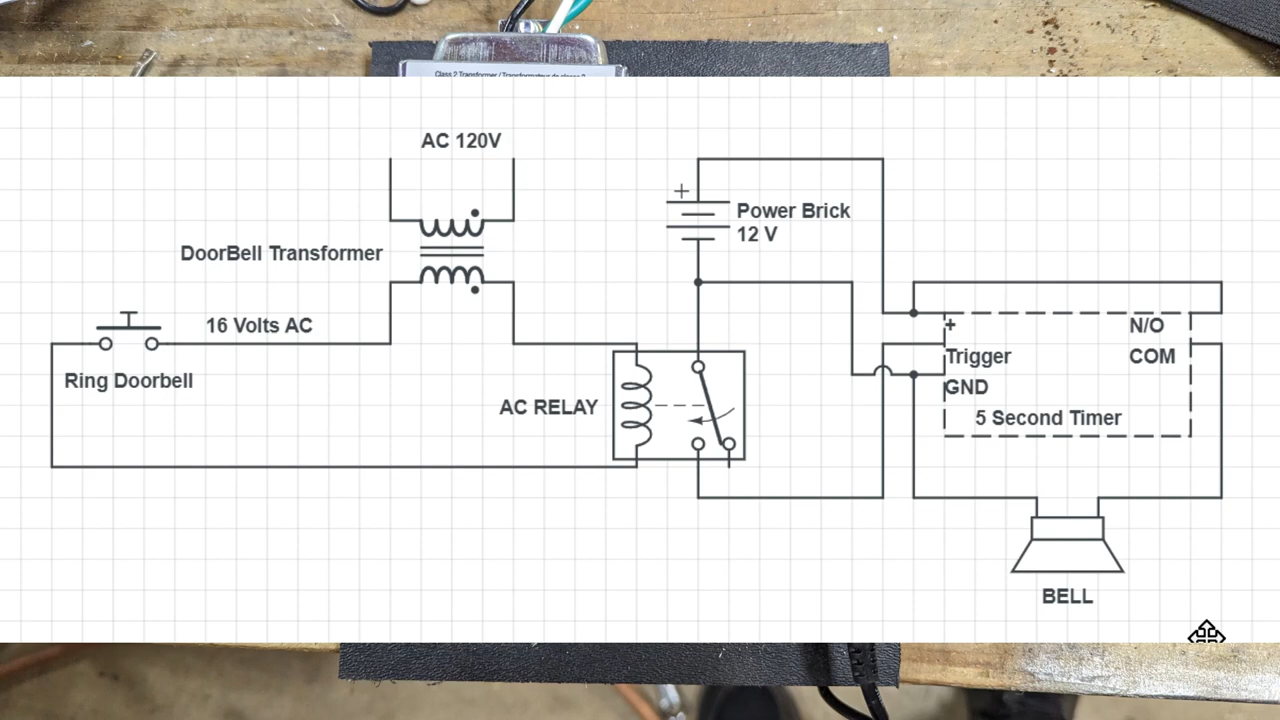 Class 2 Transformer / Transformateur de classe 2
AC 120V
+
Power Brick
12 V
DoorBell Transformer
16 Volts AC
Ring Doorbell
AC RELAY
+
N/O
Trigger
COM
GND
5 Second Timer
BELL